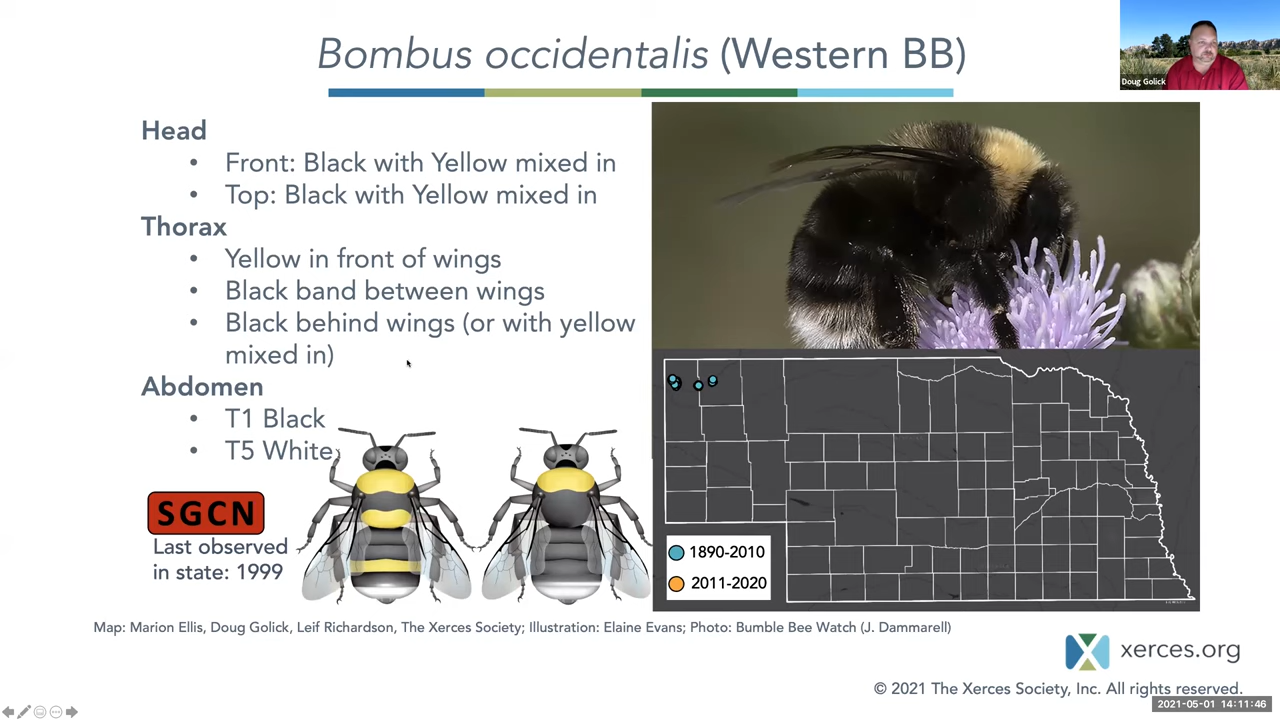 Bombus occidentalis (Western BB)
Doug Golick
Head
• Front: Black with Yellow mixed in
• Top: Black with Yellow mixed in
Thorax
• Yellow in front of wings
• Black band between wings
• Black behind wings (or with yellow
mixed in)
Abdomen
• T1 Black
• T5 White
SGCN
Last observed
in state: 1999
1890-2010
2011-2020
Map: Marion Ellis, Doug Golick, Leif Richardson, The Xerces Society; Illustration: Elaine Evans; Photo: Bumble Bee Watch (J. Dammarell)
xerces.org
© 2021 The Xerces Society, Inc. All rights reserved.
2021-05-01 14:11:46